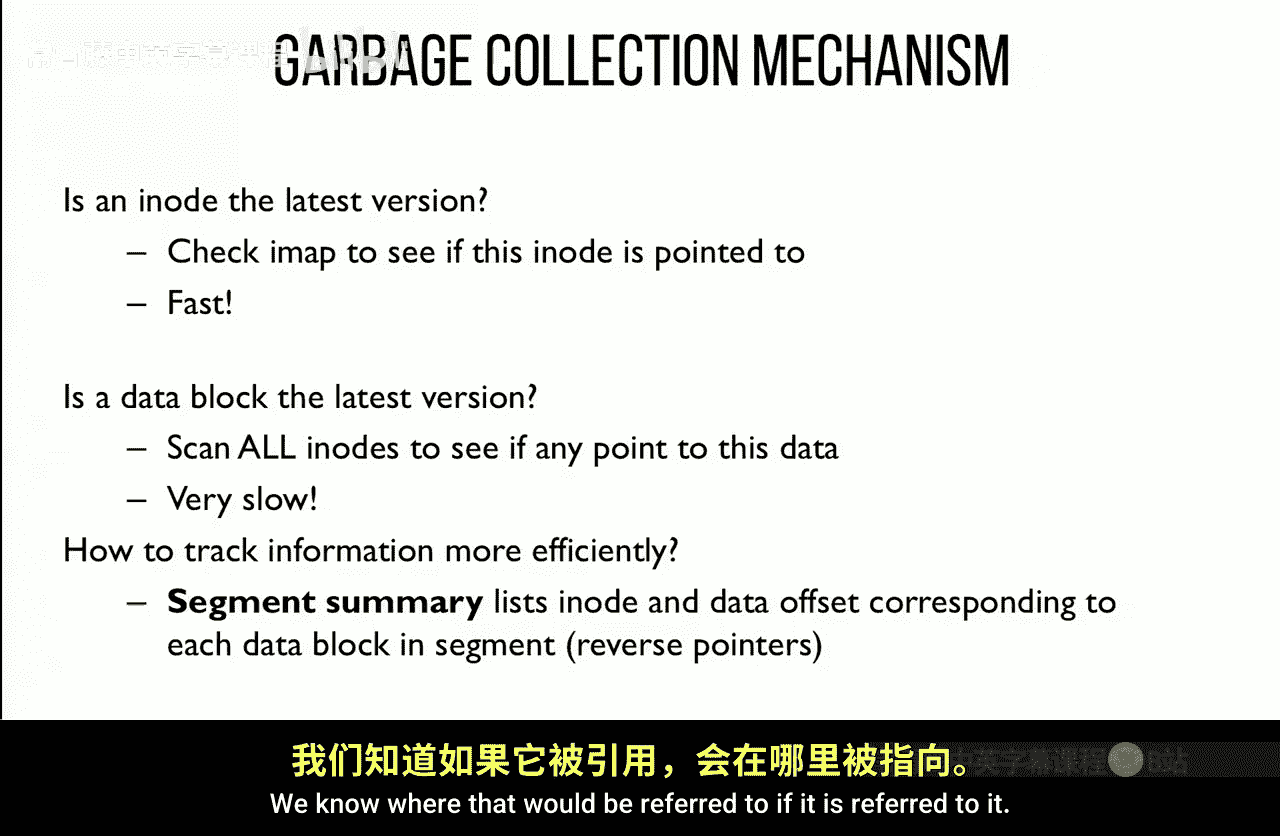 GARBAGE COLLECTION MECHANISM
Is an inode the latest version?
– Check imap to see if this inode is pointed to
– Fast!
Is a data block the latest version?
– Scan ALL inodes to see if any point to this data
– Very slow!
How to track information more efficiently?
– Segment summary lists inode and data offset corresponding to
each data block in segment (reverse pointers)
我们知道如果它被引用，会在哪里被指向。
We know where that would be referred to if it is referred to it.